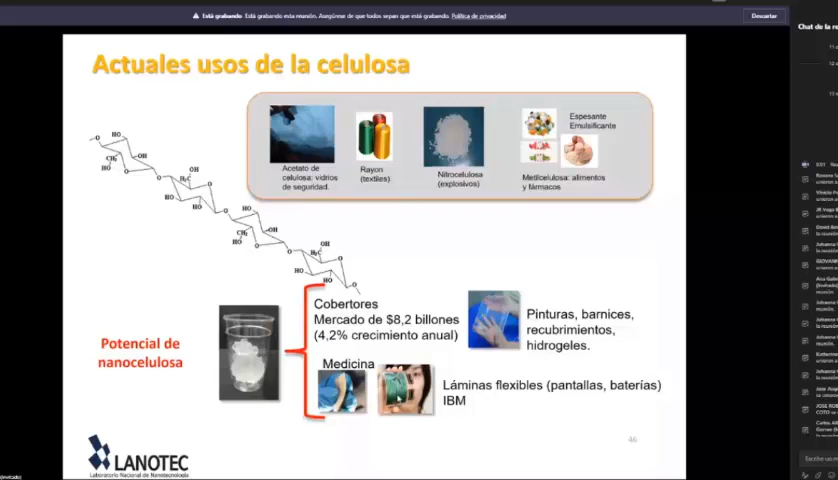 Está grabando Está grabando esta reunión. Asegúrese de que todos sepan que está grabando. Política de privacidad
Descartar
Chat de la re
Actuales usos de la celulosa
Acetato de
celulosa: vidrios
de seguridad.
Rayon
(textiles)
Nitrocelulosa
(explosivos)
Espesante
Emulsificante
Metilcelulosa: alimentos
y fármacos
Potencial de
nanocelulosa
Cobertores
Mercado de $8,2 billones
(4,2% crecimiento anual)
Pinturas, barnices,
recubrimientos,
hidrogeles.
Medicina
Láminas flexibles (pantallas, baterías)
IBM
46
LANOTEC
Laboratorio Nacional de Nanotecnología